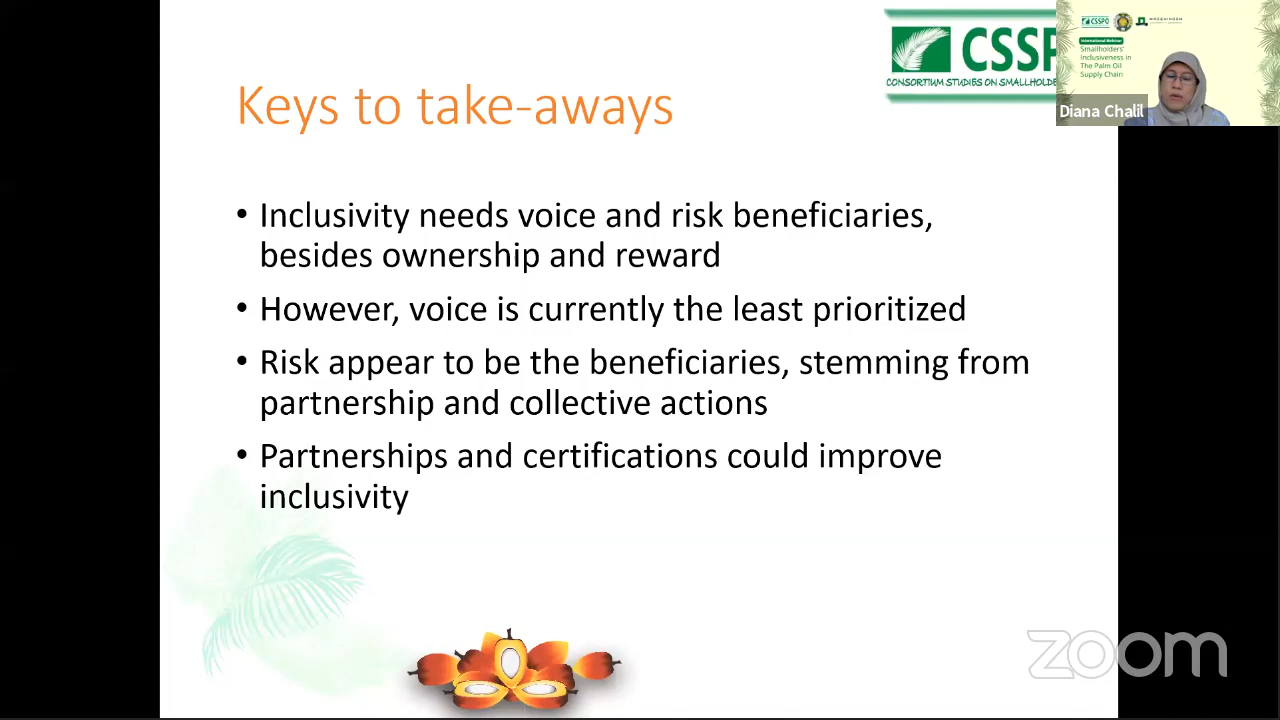 CSSPO
CONSORTIUM STUDIES ON SMALLHOLDE
CSSPO
International Webinar
Smallholders'
Inclusiveness in
The Palm Oil
Supply Chain
Diana Chalil
Keys to take-aways
• Inclusivity needs voice and risk beneficiaries,
besides ownership and reward
• However, voice is currently the least prioritized
• Risk appear to be the beneficiaries, stemming from
partnership and collective actions
• Partnerships and certifications could improve
inclusivity
zoom